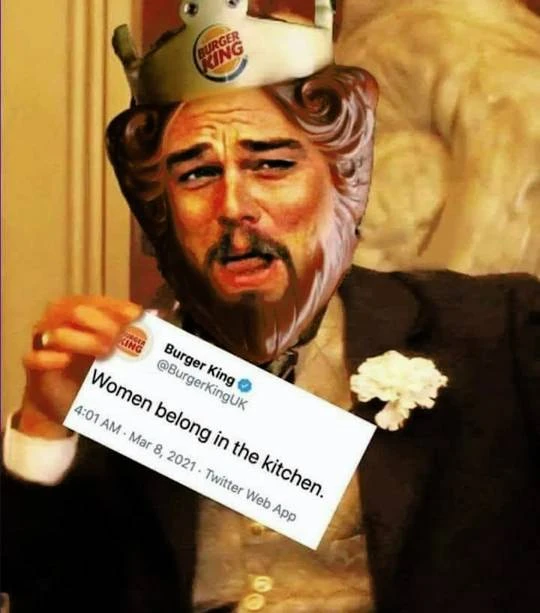 BURGER
KING
BURGER
KING
Burger King
@BurgerKingUK
Women belong in the kitchen.
4:01 AM · Mar 8, 2021 · Twitter Web App